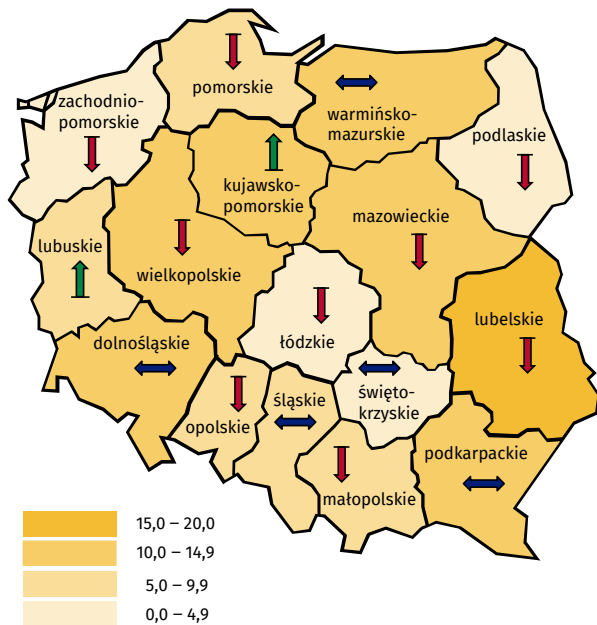 pomorskie
zachodnio-
pomorskie
warmińsko-
mazurskie
podlaskie
kujawsko-
pomorskie
mazowieckie
lubuskie
wielkopolskie
lubelskie
dolnośląskie
łódzkie
opolskie
śląskie
święto-
krzyskie
podkarpackie
małopolskie
15,0 – 20,0
10,0 – 14,9
5,0 – 9,9
0,0 – 4,9